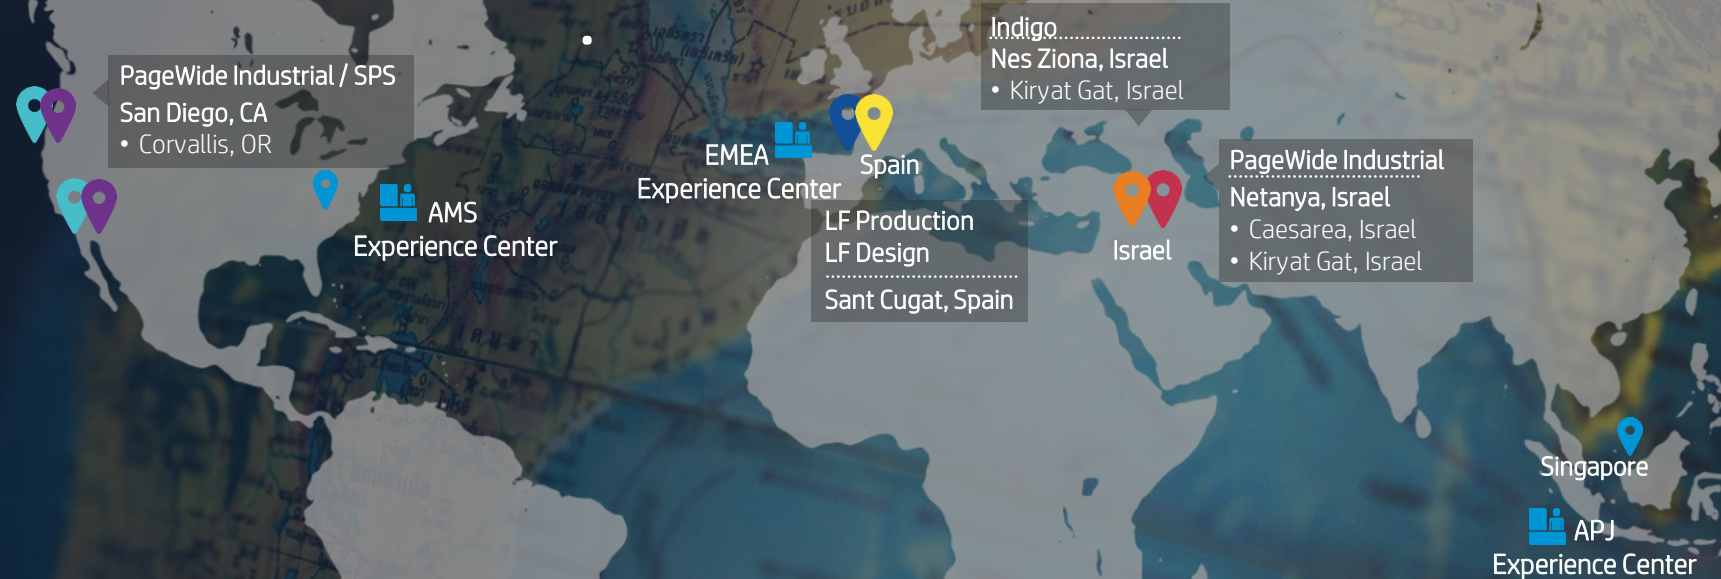 PageWide Industrial / SPS
San Diego, CA
• Corvallis, OR
AMS
Experience Center
EMEA
Experience Center
Spain
LF Production
LF Design
Sant Cugat, Spain
Indigo
Nes Ziona, Israel
• Kiryat Gat, Israel
Israel
PageWide Industrial
Netanya, Israel
• Caesarea, Israel
• Kiryat Gat, Israel
Singapore
APJ
Experience Center